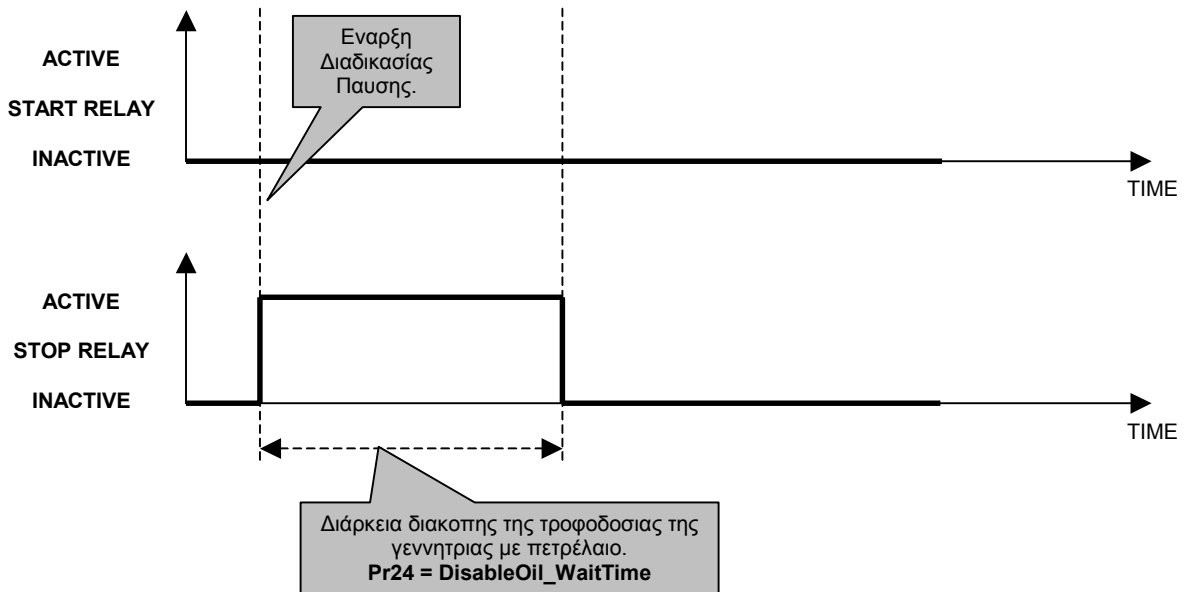 Εναρξη
Διαδικασίας
Παυσης.
ACTIVE
START RELAY
INACTIVE
TIME
ACTIVE
STOP RELAY
INACTIVE
TIME
Διάρκεια διακοπης της τροφοδοσιας της
γεννητριας με πετρέλαιο.
Pr24 = DisableOil_WaitTime